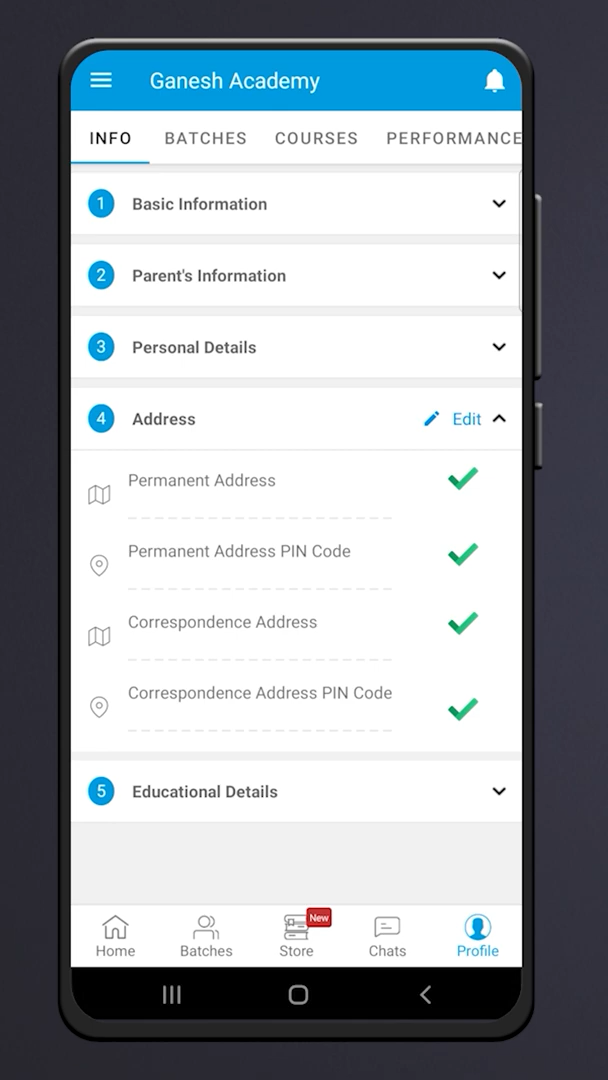 Ganesh Academy
INFO BATCHES COURSES PERFORMANCE
1 Basic Information
2 Parent's Information
3 Personal Details
4 Address Edit
Permanent Address
Permanent Address PIN Code
Correspondence Address
Correspondence Address PIN Code
5 Educational Details
New
Home Batches Store Chats Profile